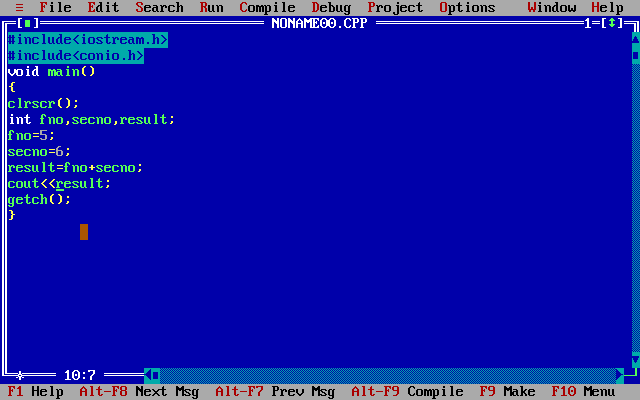 ≡ File Edit Search Run Compile Debug Project Options Window Help
[■] NONAME00.CPP 1=[↕]
#include<iostream.h>
#include<conio.h>
void main()
{
clrscr();
int fno,secno,result;
fno=5;
secno=6;
result=fno+secno;
cout<<result;
getch();
}
10:7
F1 Help Alt-F8 Next Msg Alt-F7 Prev Msg Alt-F9 Compile F9 Make F10 Menu